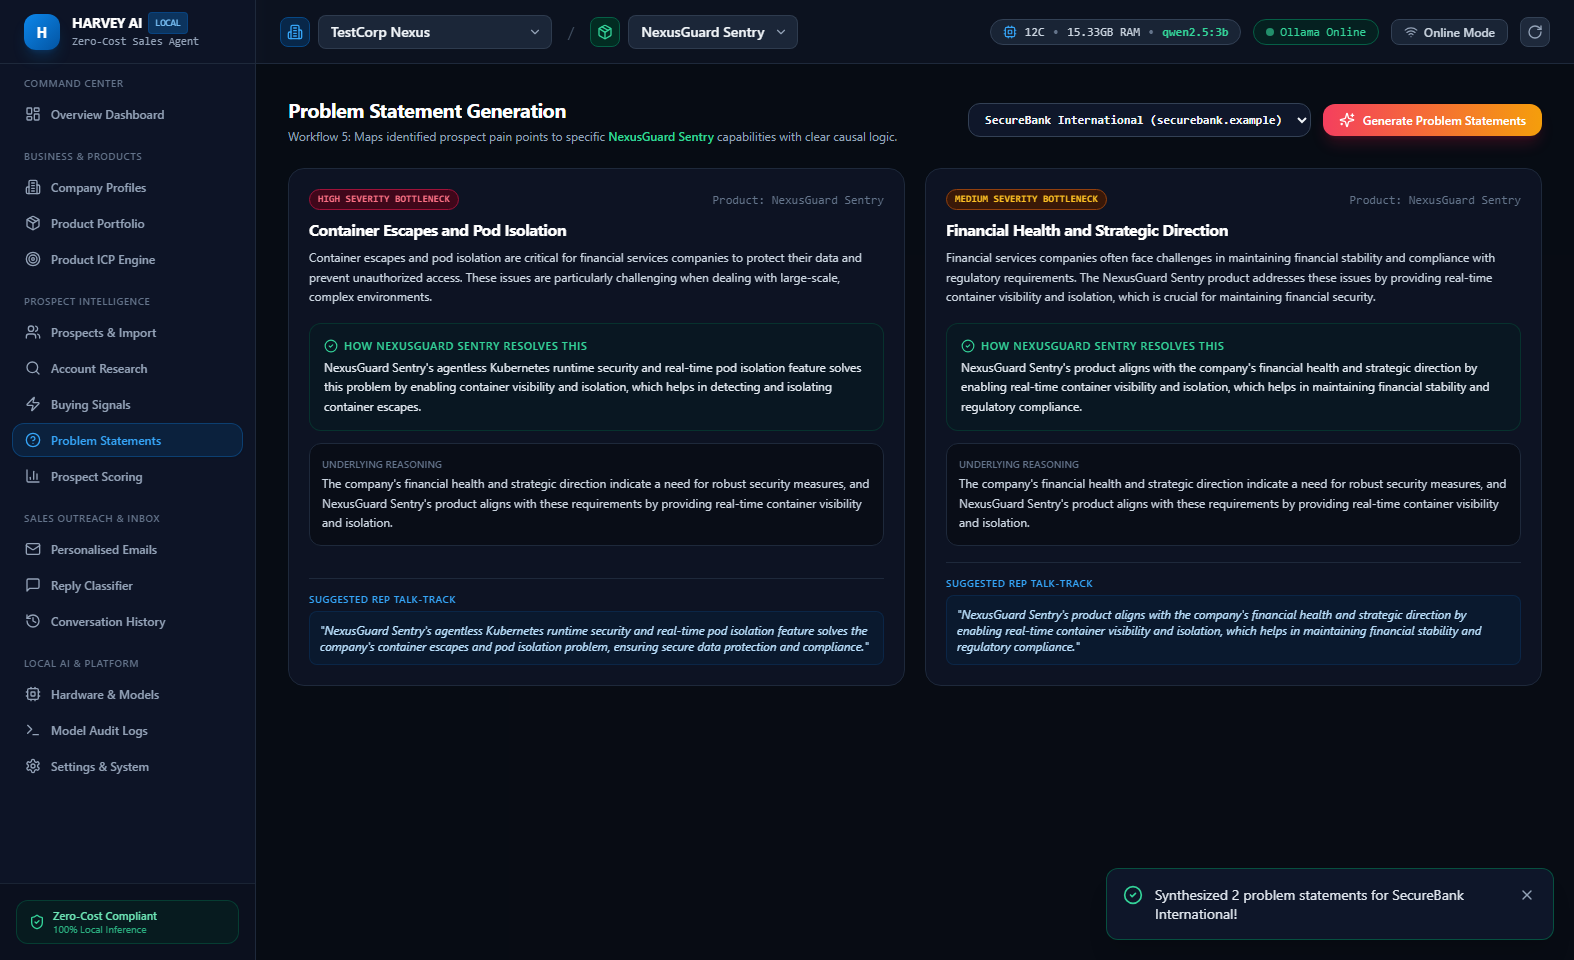 H
HARVEY AI LOCAL
Zero-Cost Sales Agent
TestCorp Nexus
/
NexusGuard Sentry
12C • 15.33GB RAM • qwen2.5:3b
Ollama Online
Online Mode
COMMAND CENTER
Overview Dashboard
BUSINESS & PRODUCTS
Company Profiles
Product Portfolio
Product ICP Engine
PROSPECT INTELLIGENCE
Prospects & Import
Account Research
Buying Signals
Problem Statements
Prospect Scoring
SALES OUTREACH & INBOX
Personalised Emails
Reply Classifier
Conversation History
LOCAL AI & PLATFORM
Hardware & Models
Model Audit Logs
Settings & System
Zero-Cost Compliant
100% Local Inference
Problem Statement Generation
Workflow 5: Maps identified prospect pain points to specific NexusGuard Sentry capabilities with clear causal logic.
SecureBank International (securebank.example)
Generate Problem Statements
HIGH SEVERITY BOTTLENECK
Product: NexusGuard Sentry
Container Escapes and Pod Isolation
Container escapes and pod isolation are critical for financial services companies to protect their data and
prevent unauthorized access. These issues are particularly challenging when dealing with large-scale,
complex environments.
HOW NEXUSGUARD SENTRY RESOLVES THIS
NexusGuard Sentry's agentless Kubernetes runtime security and real-time pod isolation feature solves
this problem by enabling container visibility and isolation, which helps in detecting and isolating
container escapes.
UNDERLYING REASONING
The company's financial health and strategic direction indicate a need for robust security measures, and
NexusGuard Sentry's product aligns with these requirements by providing real-time container visibility
and isolation.
SUGGESTED REP TALK-TRACK
"NexusGuard Sentry's agentless Kubernetes runtime security and real-time pod isolation feature solves the
company's container escapes and pod isolation problem, ensuring secure data protection and compliance."
MEDIUM SEVERITY BOTTLENECK
Product: NexusGuard Sentry
Financial Health and Strategic Direction
Financial services companies often face challenges in maintaining financial stability and compliance with
regulatory requirements. The NexusGuard Sentry product addresses these issues by providing real-time
container visibility and isolation, which is crucial for maintaining financial security.
HOW NEXUSGUARD SENTRY RESOLVES THIS
NexusGuard Sentry's product aligns with the company's financial health and strategic direction by
enabling real-time container visibility and isolation, which helps in maintaining financial stability and
regulatory compliance.
UNDERLYING REASONING
The company's financial health and strategic direction indicate a need for robust security measures, and
NexusGuard Sentry's product aligns with these requirements by providing real-time container visibility
and isolation.
SUGGESTED REP TALK-TRACK
"NexusGuard Sentry's product aligns with the company's financial health and strategic direction by
enabling real-time container visibility and isolation, which helps in maintaining financial stability and
regulatory compliance."
Synthesized 2 problem statements for SecureBank
International!